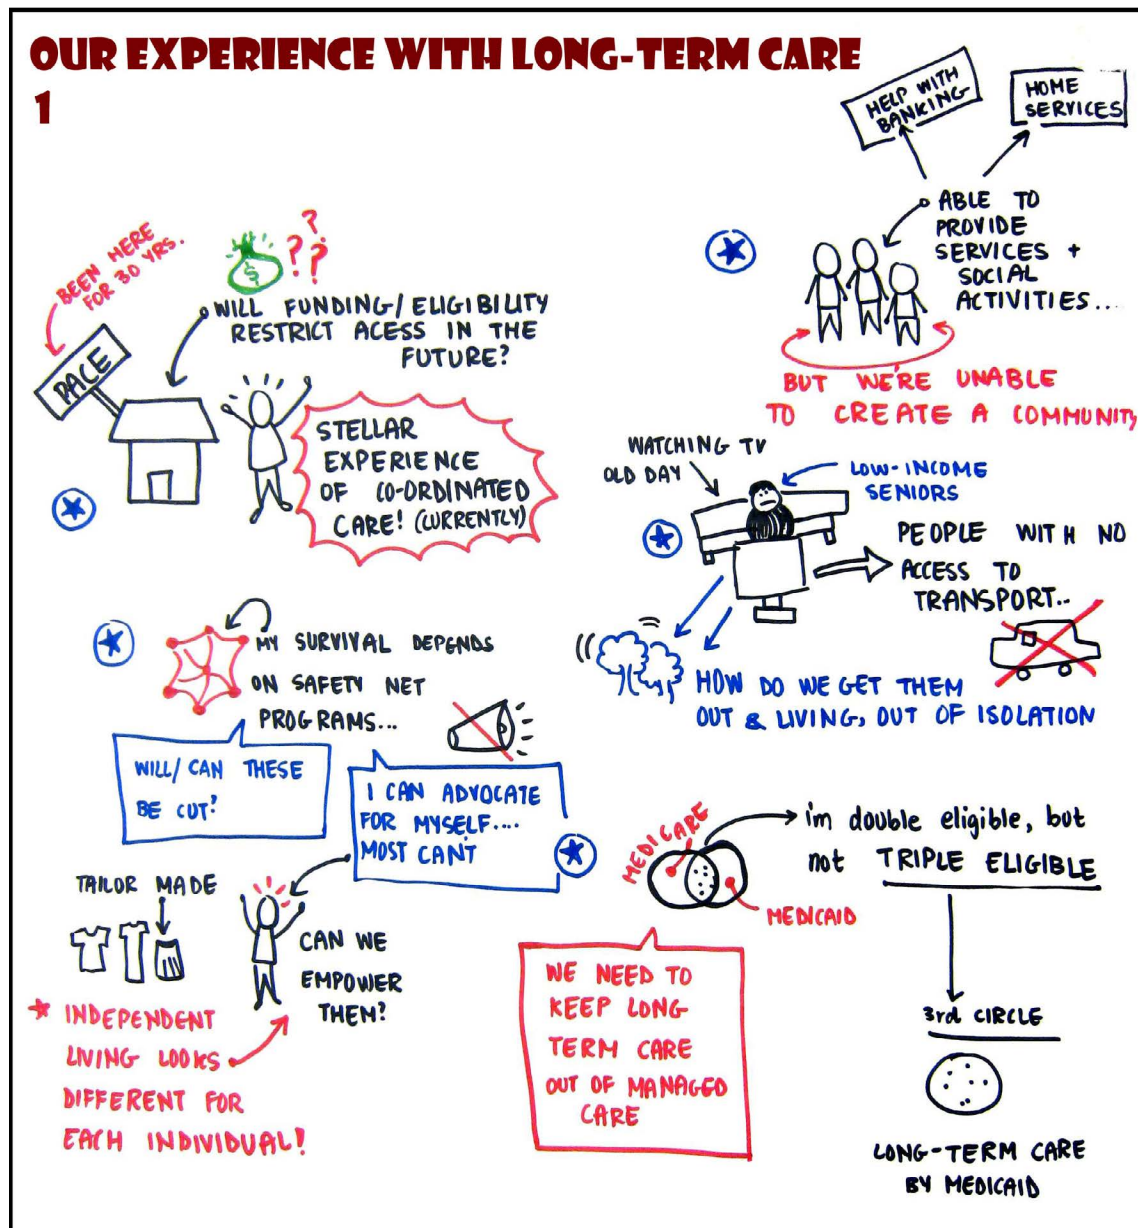 OUR EXPERIENCE WITH LONG-TERM CARE
1
HELP WITH
BANKING
HOME
SERVICES
ABLE TO
PROVIDE
SERVICES +
SOCIAL
ACTIVITIES...
BUT WE'RE UNABLE
TO CREATE A COMMUNITY
BEEN HERE
FOR 30 YRS.
PACE
$
???
WILL FUNDING/ELIGIBILITY
RESTRICT ACESS IN THE
FUTURE?
STELLAR
EXPERIENCE
OF CO-ORDINATED
CARE! (CURRENTLY)
WATCHING TV
OLD DAY
LOW-INCOME
SENIORS
PEOPLE WITH NO
ACCESS TO
TRANSPORT..
HOW DO WE GET THEM
OUT & LIVING, OUT OF ISOLATION
MY SURVIVAL DEPENDS
ON SAFETY NET
PROGRAMS...
WILL/CAN THESE
BE CUT?
I CAN ADVOCATE
FOR MYSELF....
MOST CAN'T
TAILOR MADE
CAN WE
EMPOWER
THEM?
INDEPENDENT
LIVING LOOKS
DIFFERENT FOR
EACH INDIVIDUAL!
MEDICARE
MEDICAID
im double eligible, but
not TRIPLE ELIGIBLE
WE NEED TO
KEEP LONG
TERM CARE
OUT OF MANAGED
CARE
3rd CIRCLE
LONG-TERM CARE
BY MEDICAID